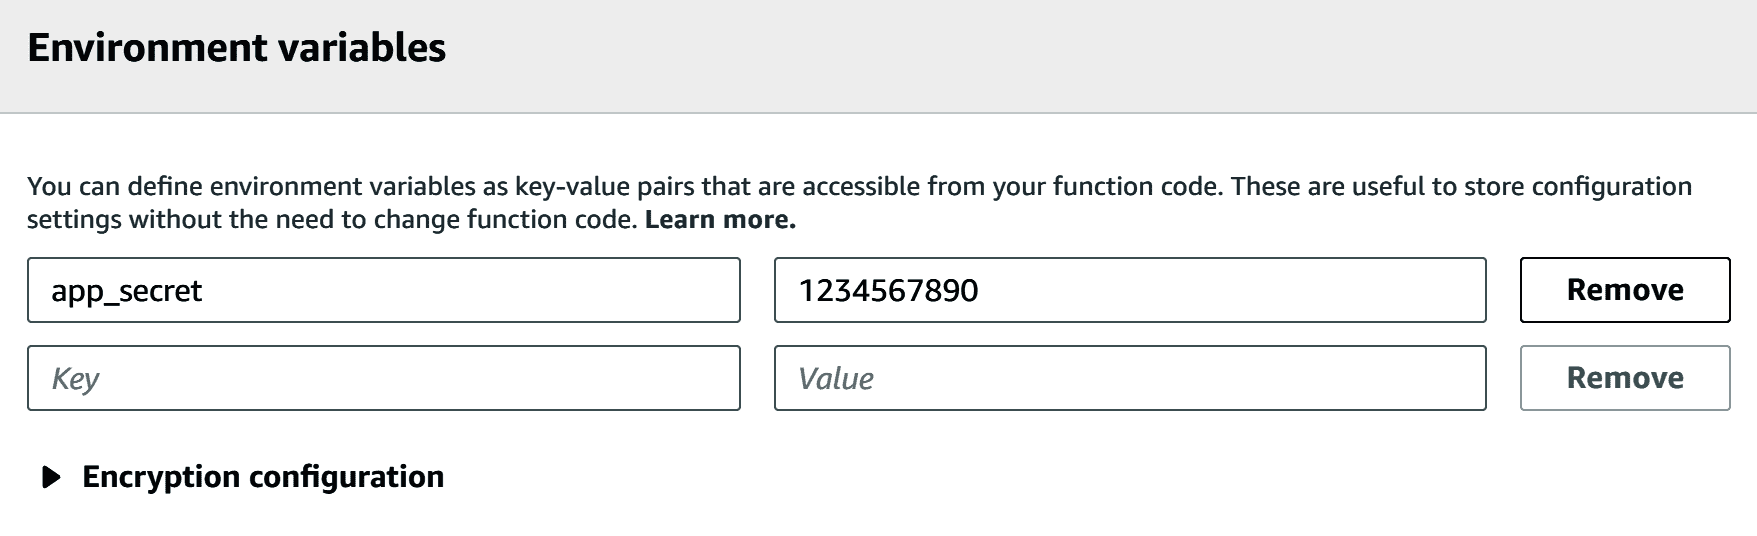 Environment variables
You can define environment variables as key-value pairs that are accessible from your function code. These are useful to store configuration
settings without the need to change function code. Learn more.
app_secret 1234567890 Remove
Key Value Remove
Encryption configuration